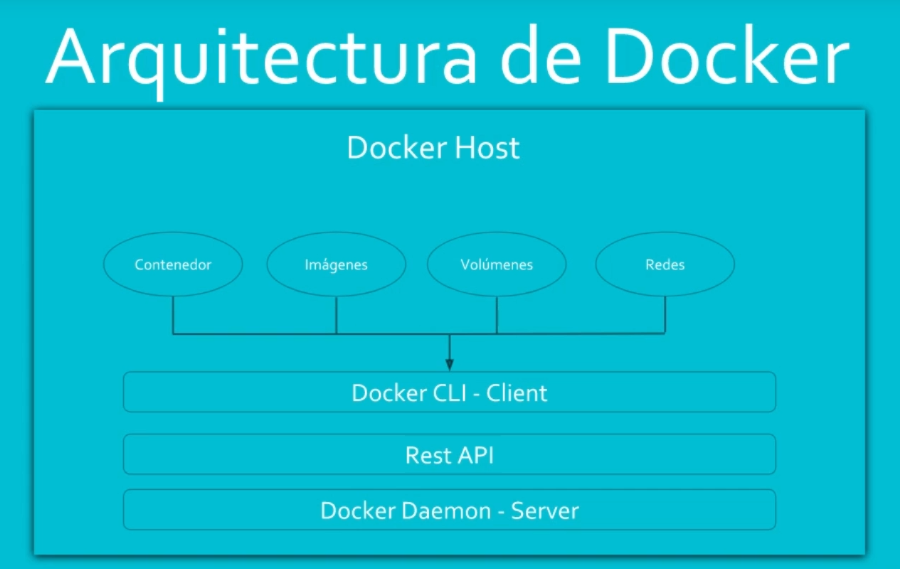 Arquitectura de Docker
Docker Host
Contenedor
Imágenes
Volúmenes
Redes
Docker CLI - Client
Rest API
Docker Daemon - Server